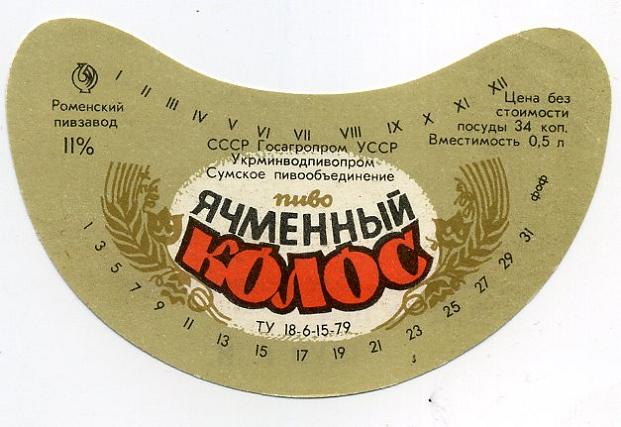 I II III IV V VI VII VIII IX X XI XII
Роменский
пивзавод
11%
Цена без
стоимости
посуды 34 коп.
Вместимость 0,5 л
СССР Госагропром УССР
Укрминводпивопром
Сумское пивообъединение
пиво
ЯЧМЕННЫЙ
КОЛОС
ТУ 18-6-15-79
1 3 5 7 9 11 13 15 17 19 21 23 25 27 29 31
фоф